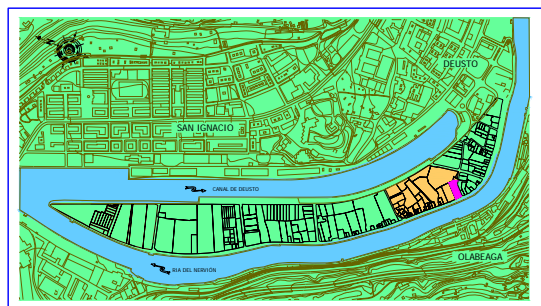 DEUSTO
SAN IGNACIO
CANAL DE DEUSTO
OLABEAGA
RIA DEL NERVIÓN